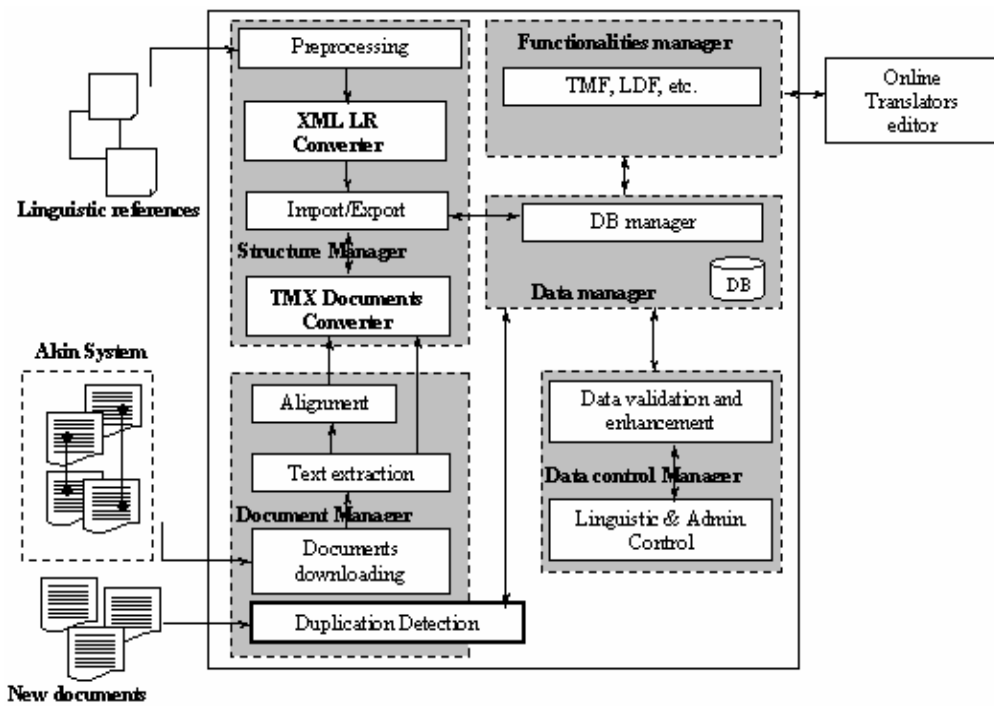 Preprocessing
XML LR
Converter
Import/Export
Structure Manager
TMX Documents
Converter
Functionalities manager
TMF, LDF, etc.
Online
Translators
editor
Linguistic references
DB manager
DB
Data manager
Akin System
Alignment
Text extraction
Document Manager
Documents
downloading
Duplication Detection
Data validation and
enhancement
Data control Manager
Linguistic & Admin
Control
New documents